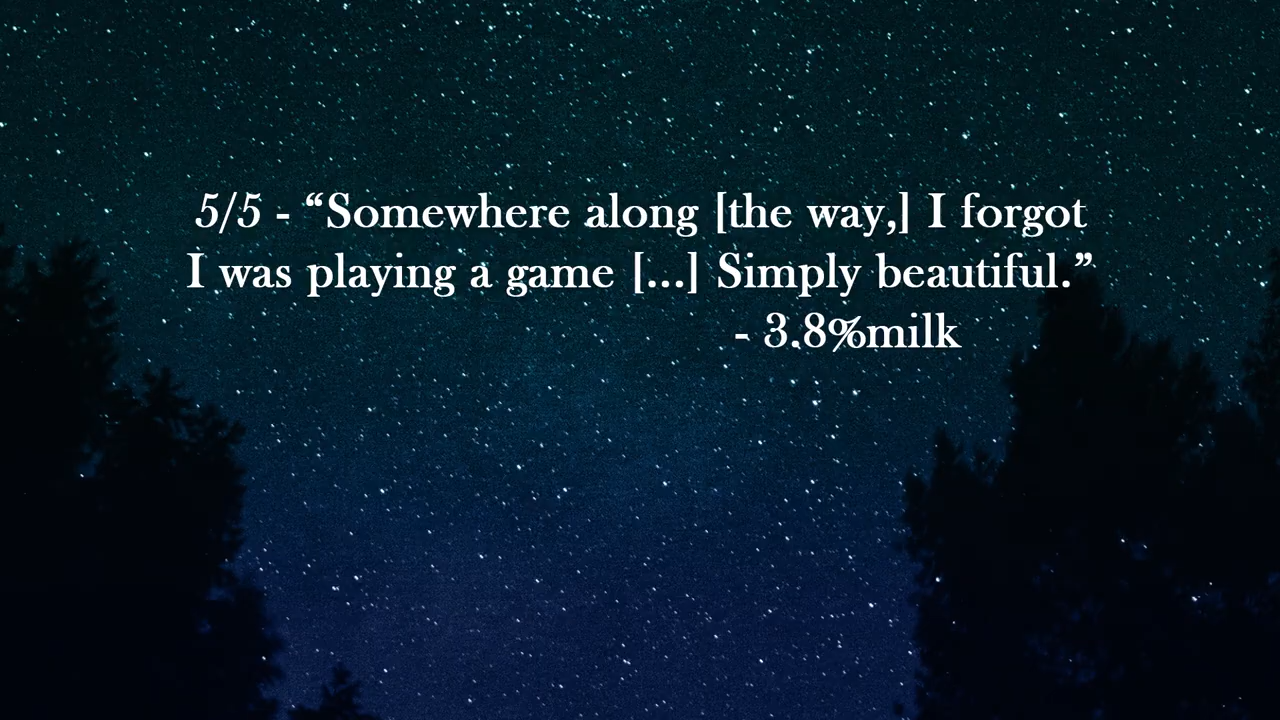 5/5 - “Somewhere along [the way,] I forgot
I was playing a game [...] Simply beautiful.”
- 3.8%milk